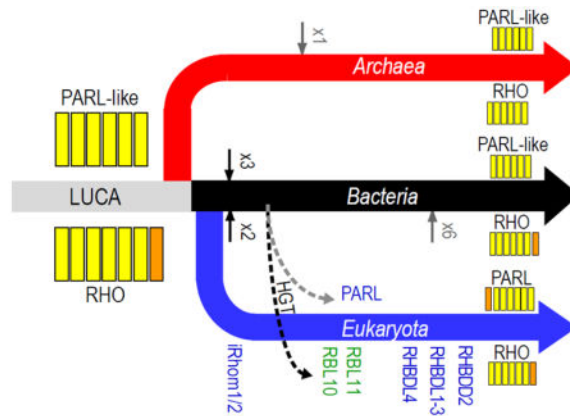 PARL-like
x1
Archaea
PARL-like
RHO
PARL-like
x3
LUCA
Bacteria
x2
x6
RHO
RHO
HGT
PARL
PARL
Eukaryota
iRhom1/2
RBL10
RBL11
RHBDL4
RHBDL1-3
RHBDD2
RHO